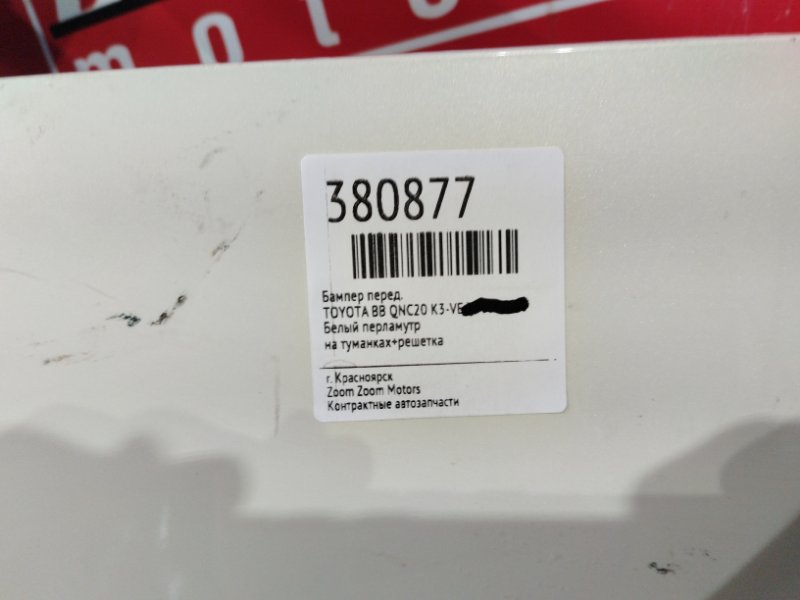 moto
380877
Бампер перед.
TOYOTA BB QNC20 K3-VE
Белый перламутр
на туманках+решетка
г. Красноярск
Zoom Zoom Motors
Контрактные автозапчасти